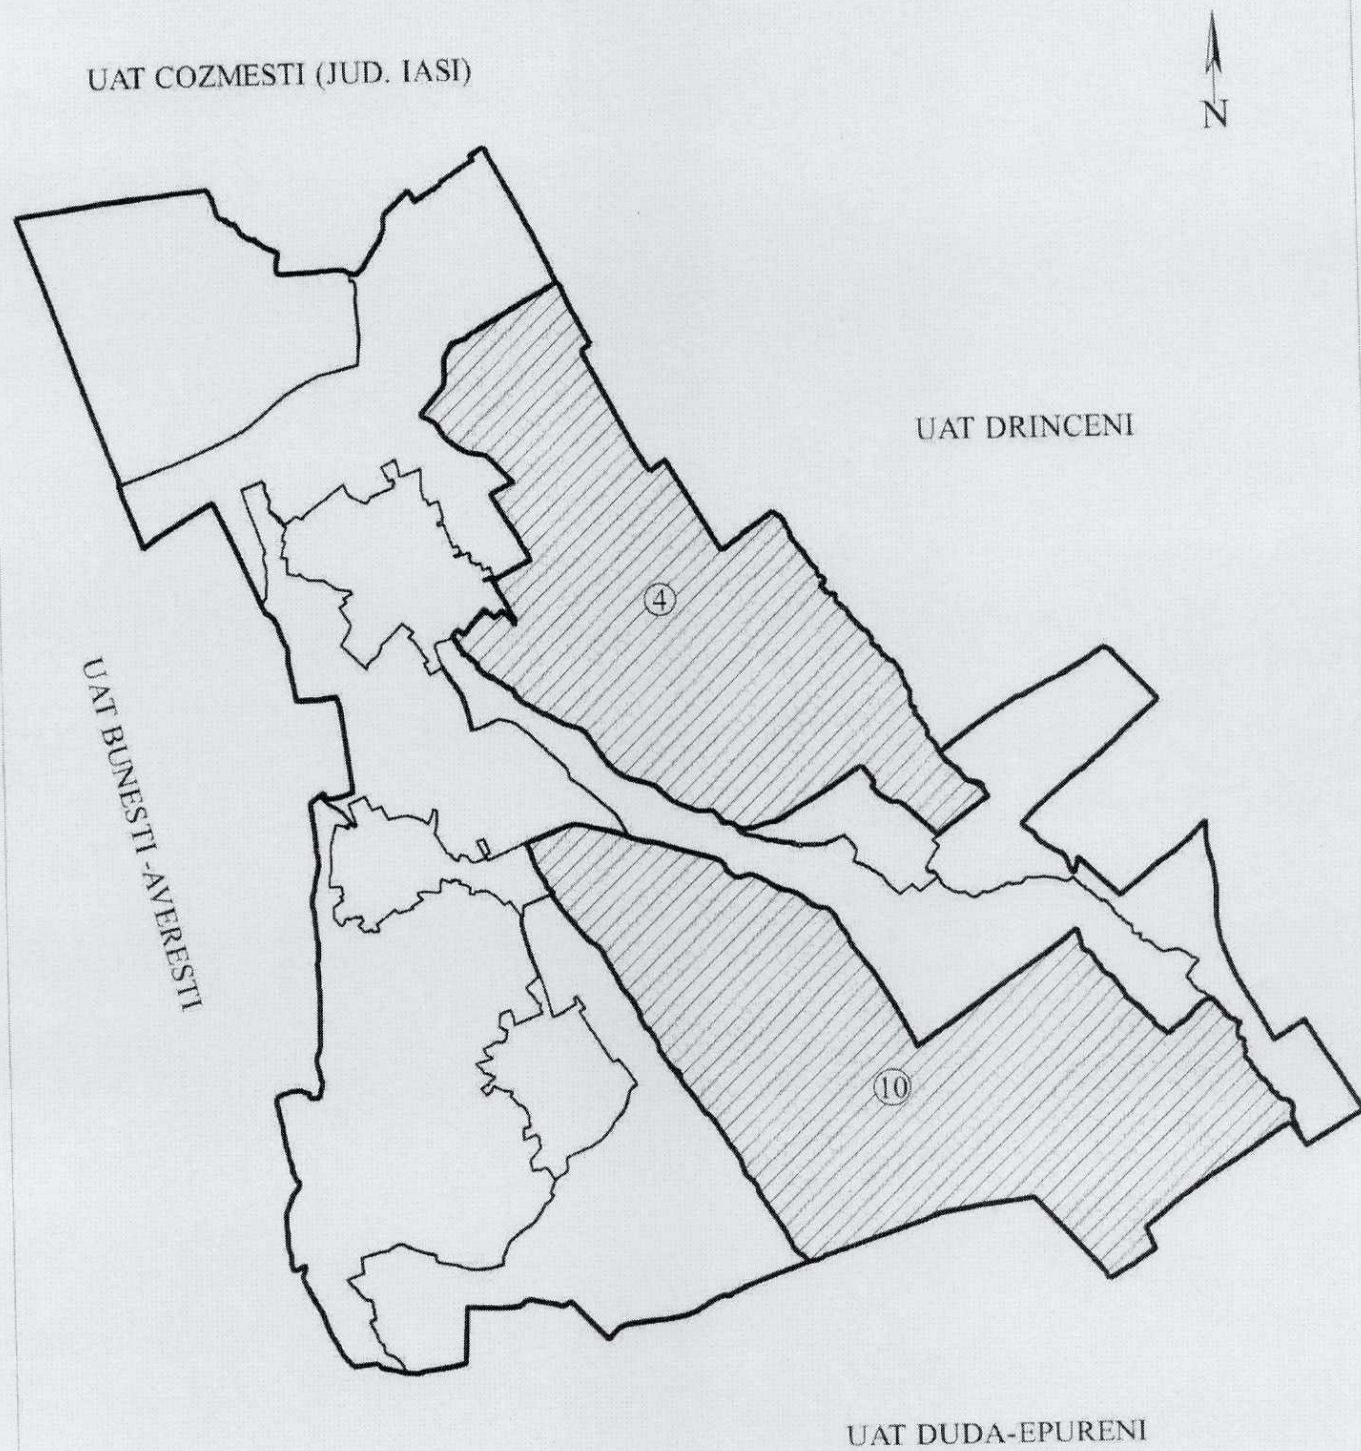 UAT COZMESTI (JUD. IASI)
N
UAT DRINCENI
4
UAT BUNESTI -AVERESTI
10
UAT DUDA-EPURENI